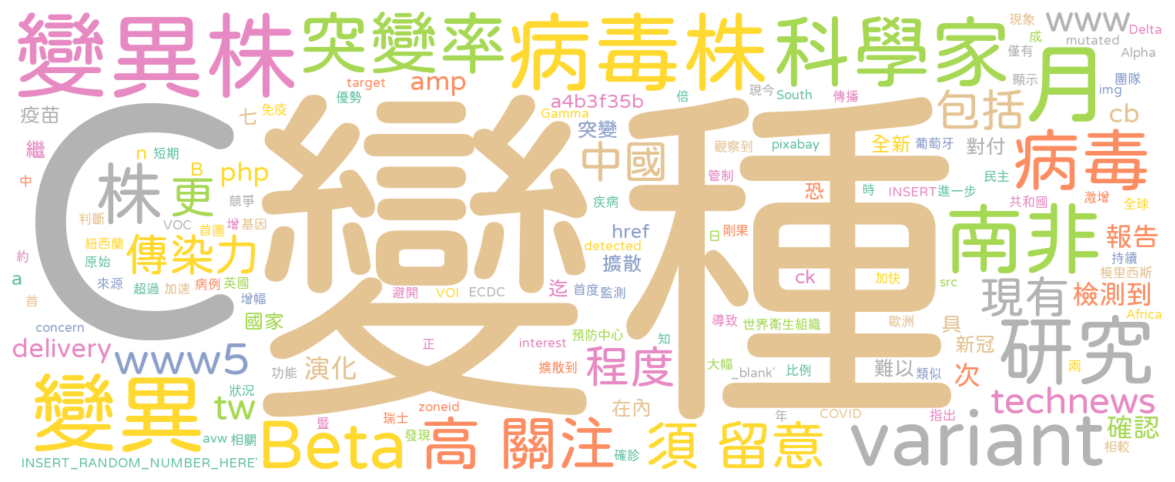 變異株
突變率
病毒株
科學家
月
現象
成
僅有
www
mutated
Delta
Alpha
顯示
團隊
img
target
amp
優勢
疫苗
七
免疫
C
變種
a4b3f35b
Gamma
倍
現今
South
傳播
包括
cb
突變
中國
觀察到
pixabay
全新
葡萄牙
對付
病毒
繼
n
短期
中
B
php
株
更
競爭
判斷
VOC
首圖
增
基因
紐西蘭
傳染力
原始
約
a
來源
超過
加速
病例
英國
首
增幅
國家
疾病
管制
恐
時
INSERT
進一步
民主
共和國
激增
全球
href
detected
擴散
日
剛果
南非
報告
持續
模里西斯
ck
加快
src
現有
檢測到
避開
VOI
ECDC
迄
首度
監測
導致
世界衛生組織
歐洲
具
Africa
concern
delivery
www5
正
interest
預防中心
知
新冠
研究
功能
演化
擴散到
程度
大幅
_blank'
比例
難以
類似
次
兩
變異
狀況
tw
暨
瑞士
zoneid
在內
年
COVID
指出
technews
avw
相關
Beta
發現
高
關注
確診
須
留意
variant
確認
相較
INSERT_RANDOM_NUMBER_HERE'